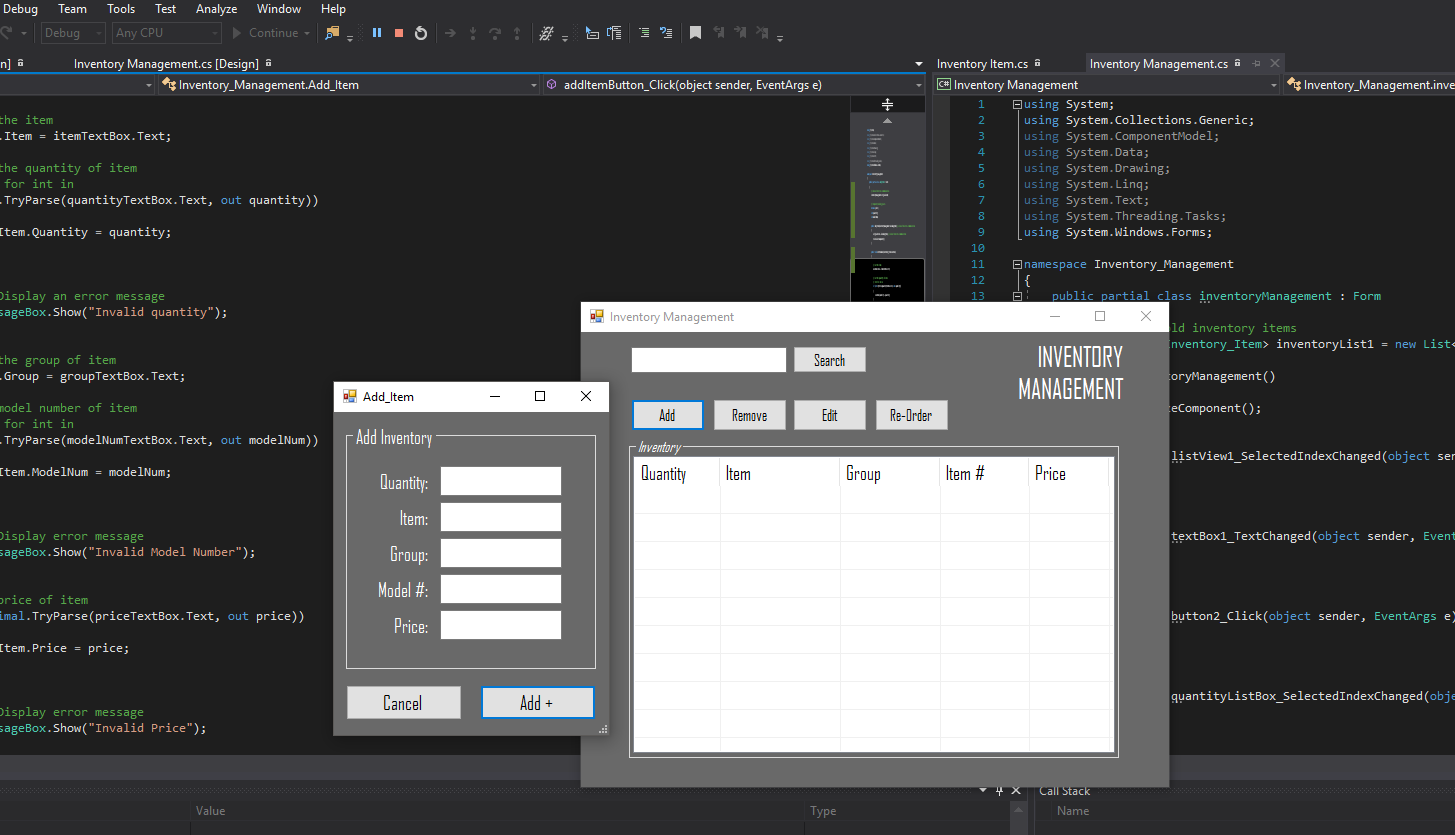 Debug Team Tools Test Analyze Window Help
Debug Any CPU Continue
n] Inventory Management.cs [Design]
Inventory_Management.Add_Item addItemButton_Click(object sender, EventArgs e)
the item
.Item = itemTextBox.Text;
the quantity of item
for int in
.TryParse(quantityTextBox.Text, out quantity))
Item.Quantity = quantity;
Display an error message
sageBox.Show("Invalid quantity");
the group of item
.Group = groupTextBox.Text;
model number of item
for int in
.TryParse(modelNumTextBox.Text, out modelNum))
Item.ModelNum = modelNum;
Display error message
sageBox.Show("Invalid Model Number");
price of item
imal.TryParse(priceTextBox.Text, out price))
Item.Price = price;
Display error message
sageBox.Show("Invalid Price");
Inventory Item.cs Inventory Management.cs
C# Inventory Management Inventory_Management.inve
1 using System;
2 using System.Collections.Generic;
3 using System.ComponentModel;
4 using System.Data;
5 using System.Drawing;
6 using System.Linq;
7 using System.Text;
8 using System.Threading.Tasks;
9 using System.Windows.Forms;
10
11 namespace Inventory_Management
12 {
13 public partial class inventoryManagement : Form
ld inventory items
Inventory_Item> inventoryList1 = new List<
oryManagement()
eComponent();
listView1_SelectedIndexChanged(object sen
textBox1_TextChanged(object sender, Event
button2_Click(object sender, EventArgs e)
quantityListBox_SelectedIndexChanged(obje
Inventory Management
Search
INVENTORY
MANAGEMENT
Add Remove Edit Re-Order
Inventory
Quantity Item Group Item # Price
Add_Item
Add Inventory
Quantity:
Item:
Group:
Model #:
Price:
Cancel Add +
Call Stack
Value Type Name